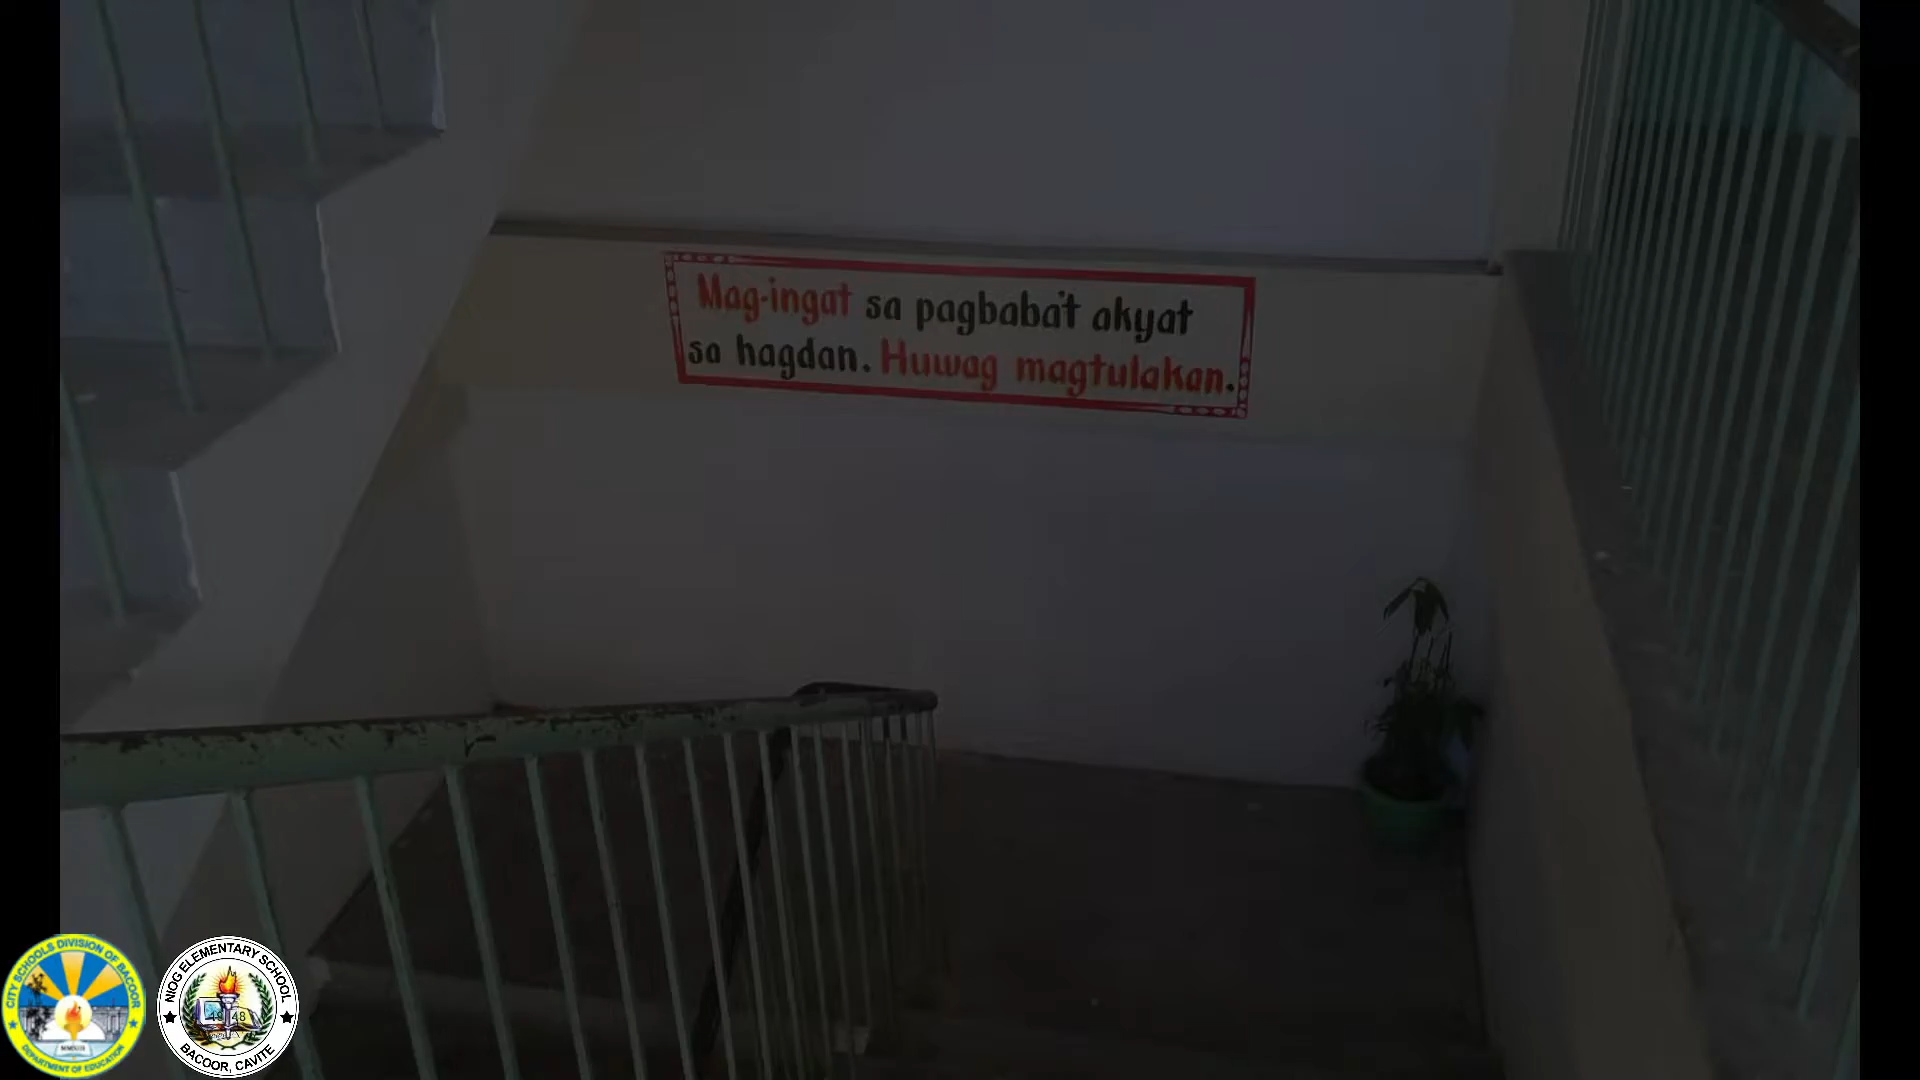 Mag-ingat sa pagbaba't akyat
sa hagdan. Huwag magtulakan.
CITY SCHOOLS DIVISION OF BACOOR
DEPARTMENT OF EDUCATION
NIOG ELEMENTARY SCHOOL
BACOOR, CAVITE